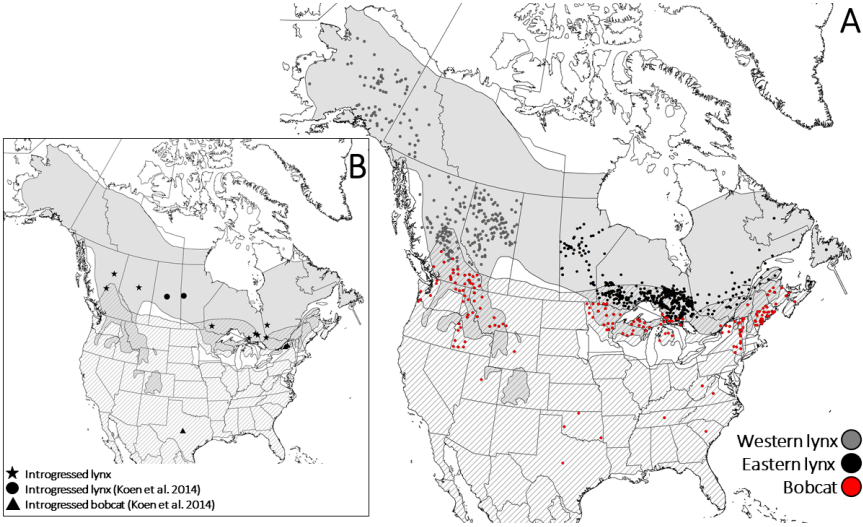 A
B
Western lynx
Eastern lynx
Bobcat
Introgressed lynx
Introgressed lynx (Koen et al. 2014)
Introgressed bobcat (Koen et al. 2014)